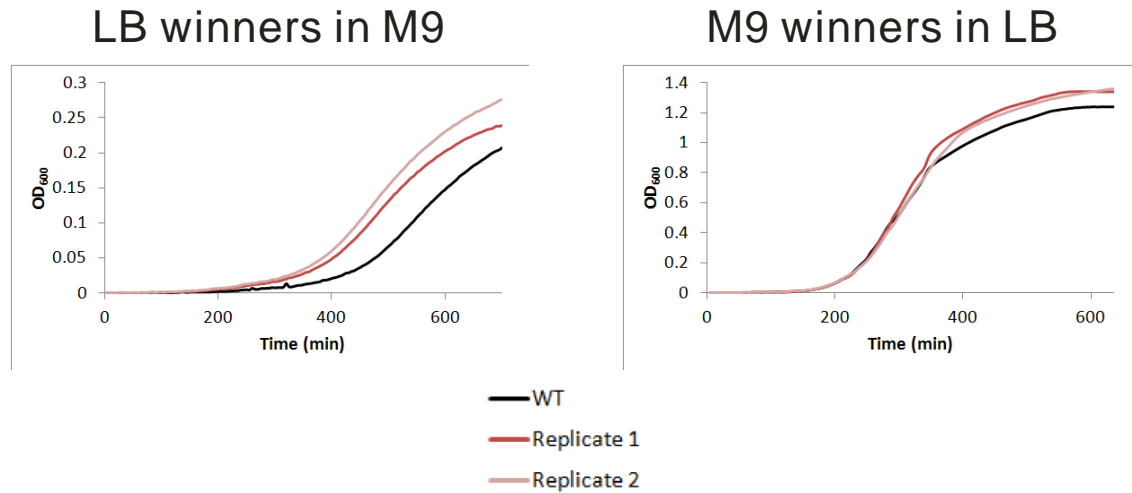 LB winners in M9
M9 winners in LB
0.3
0.25
0.2
0.15
0.1
0.05
0
OD600
0
200
400
600
Time (min)
1.4
1.2
1
0.8
0.6
0.4
0.2
0
OD600
0
200
400
600
Time (min)
WT
Replicate 1
Replicate 2